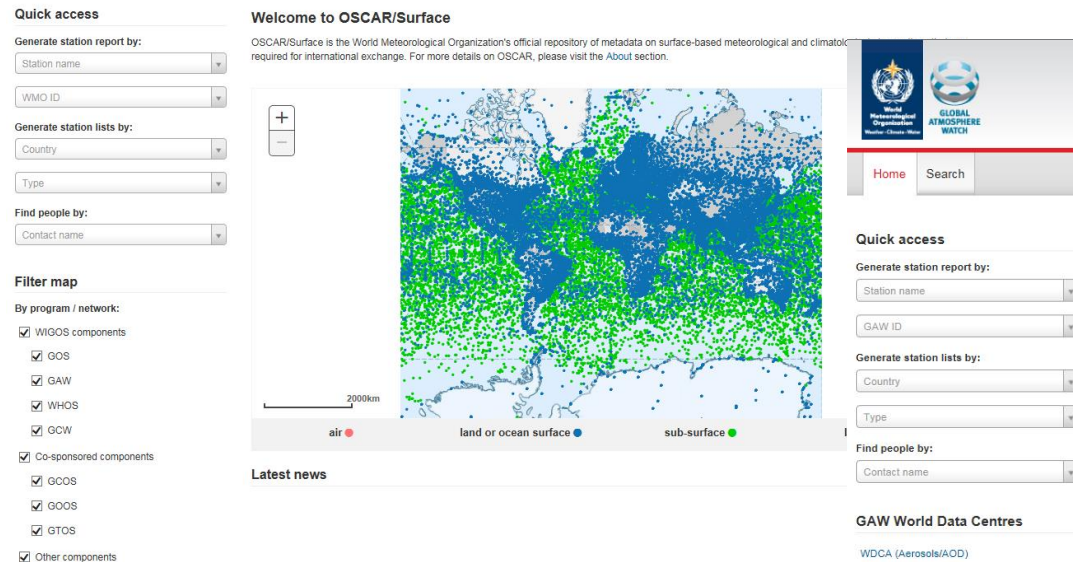 Quick access
Generate station report by:
Station name
WMO ID
Generate station lists by:
Country
Type
Find people by:
Contact name
Filter map
By program / network:
WIGOS components
GOS
GAW
WHOS
GCW
Co-sponsored components
GCOS
GOOS
GTOS
Other components
Welcome to OSCAR/Surface
OSCAR/Surface is the World Meteorological Organization's official repository of metadata on surface-based meteorological and
required for international exchange. For more details on OSCAR, please visit the About section.
+
−
2000km
air
land or ocean surface
sub-surface
Latest news
World
Meteorological
Organization
Weather • Climate • Water
GLOBAL
ATMOSPHERE
WATCH
Home
Search
Quick access
Generate station report by:
Station name
GAW ID
Generate station lists by:
Country
Type
Find people by:
Contact name
GAW World Data Centres
WDCA (Aerosols/AOD)